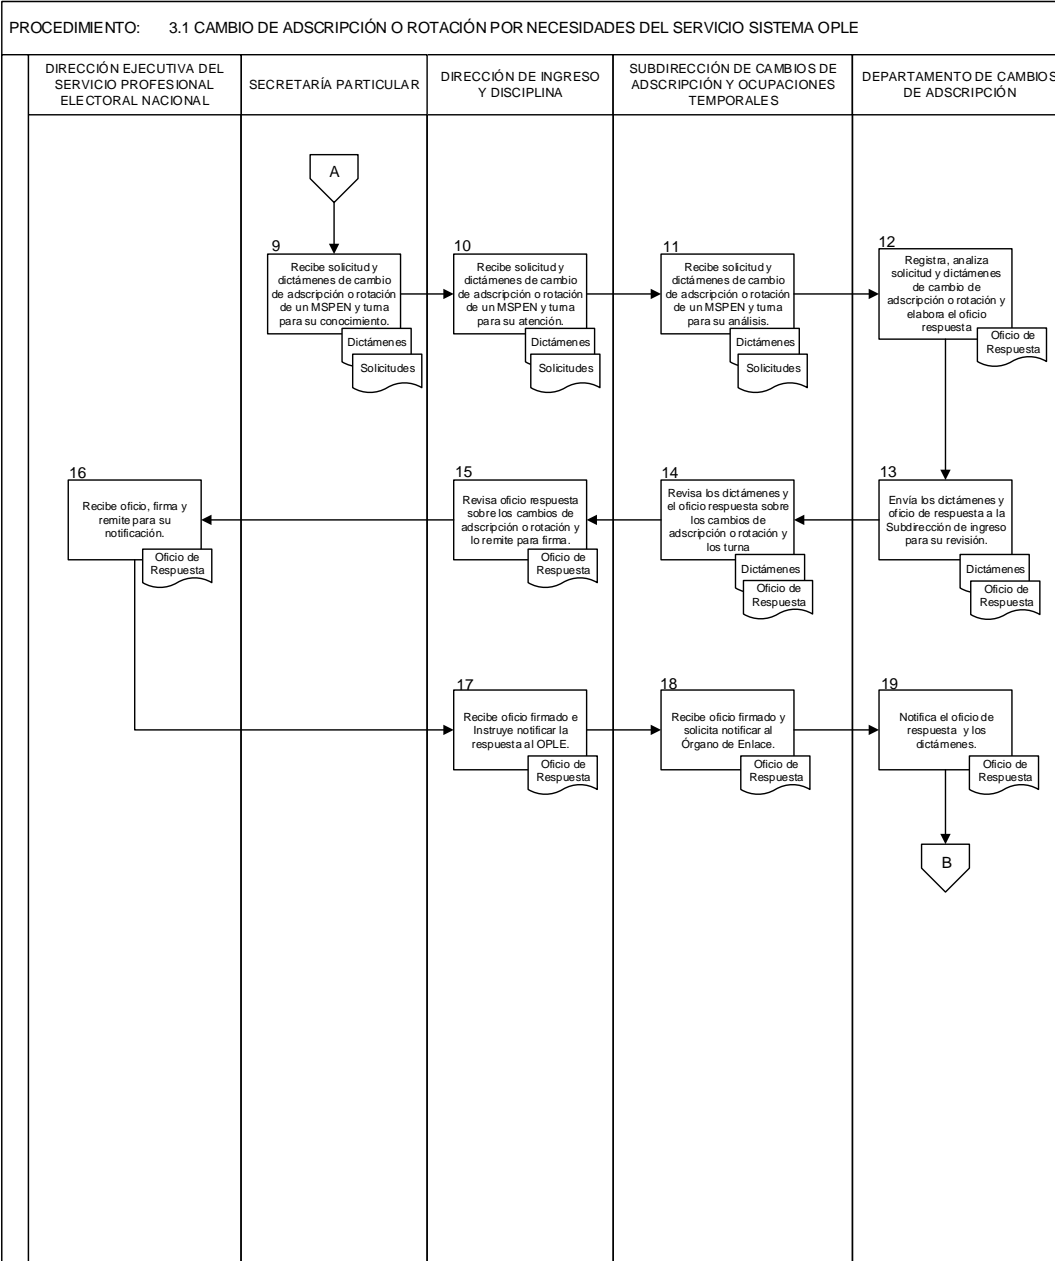 PROCEDIMIENTO: 3.1 CAMBIO DE ADSCRIPCIÓN O ROTACIÓN POR NECESIDADES DEL SERVICIO SISTEMA OPLE
DIRECCIÓN EJECUTIVA DEL
SERVICIO PROFESIONAL
ELECTORAL NACIONAL
SECRETARÍA PARTICULAR
DIRECCIÓN DE INGRESO
Y DISCIPLINA
SUBDIRECCIÓN DE CAMBIOS DE
ADSCRIPCIÓN Y OCUPACIONES
TEMPORALES
DEPARTAMENTO DE CAMBIOS
DE ADSCRIPCIÓN
A
9
Recibe solicitud y
dictámenes de cambio
de adscripción o rotación
de un MSPEN y turna
para su conocimiento.
Dictámenes
Solicitudes
10
Recibe solicitud y
dictámenes de cambio
de adscripción o rotación
de un MSPEN y turna
para su atención.
Dictámenes
Solicitudes
11
Recibe solicitud y
dictámenes de cambio
de adscripción o rotación
de un MSPEN y turna
para su análisis.
Dictámenes
Solicitudes
12
Registra, analiza
solicitud y dictámenes
de cambio de
adscripción o rotación y
elabora el oficio
respuesta
Oficio de
Respuesta
16
Recibe oficio, firma y
remite para su
notificación.
Oficio de
Respuesta
15
Revisa oficio respuesta
sobre los cambios de
adscripción o rotación y
lo remite para firma.
Oficio de
Respuesta
14
Revisa los dictámenes y
el oficio respuesta sobre
los cambios de
adscripción o rotación y
los turna
Dictámenes
Oficio de
Respuesta
13
Envía los dictámenes y
oficio de respuesta a la
Subdirección de ingreso
para su revisión.
Dictámenes
Oficio de
Respuesta
17
Recibe oficio firmado e
Instruye notificar la
respuesta al OPLE.
Oficio de
Respuesta
18
Recibe oficio firmado y
solicita notificar al
Órgano de Enlace.
Oficio de
Respuesta
19
Notifica el oficio de
respuesta y los
dictámenes.
Oficio de
Respuesta
B